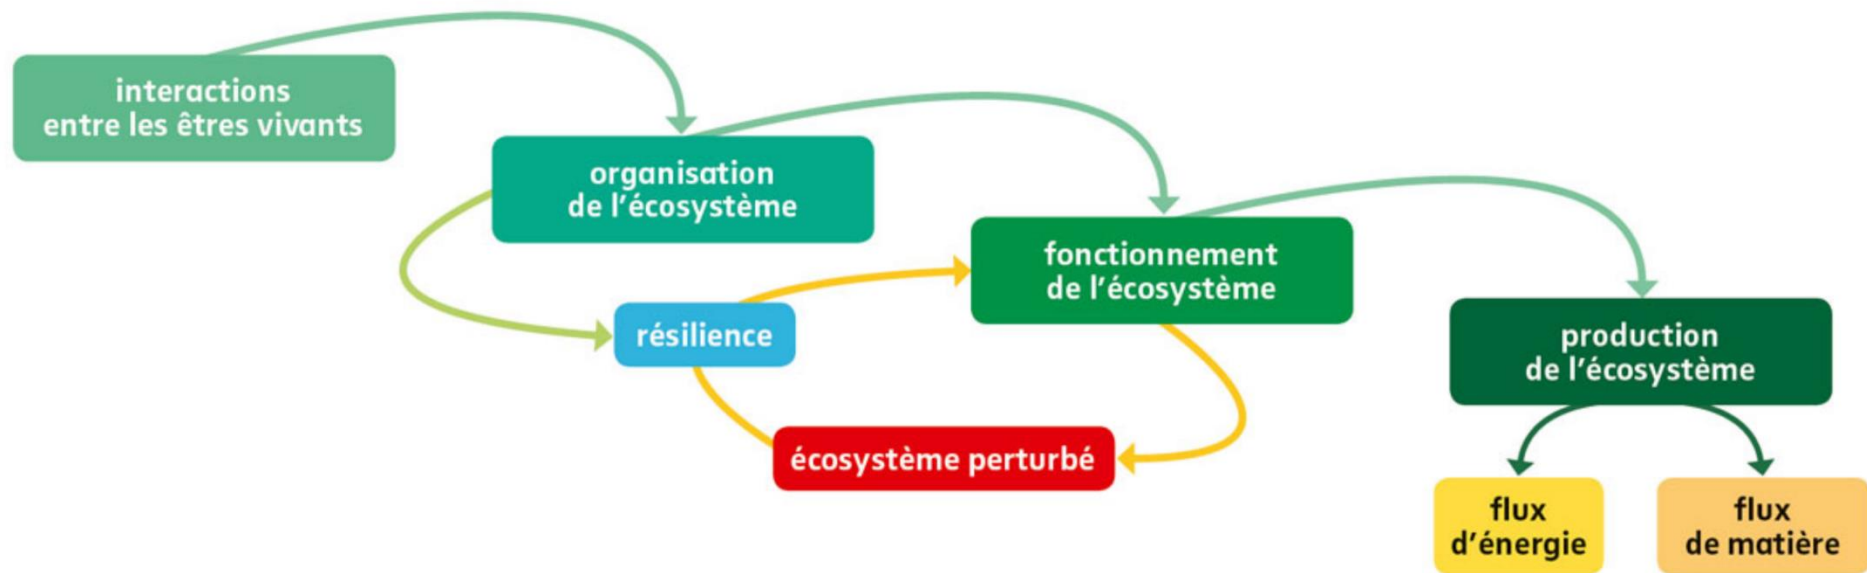 interactions
entre les êtres vivants
organisation
de l'écosystème
fonctionnement
de l'écosystème
résilience
production
de l'écosystème
écosystème perturbé
flux
d'énergie
flux
de matière